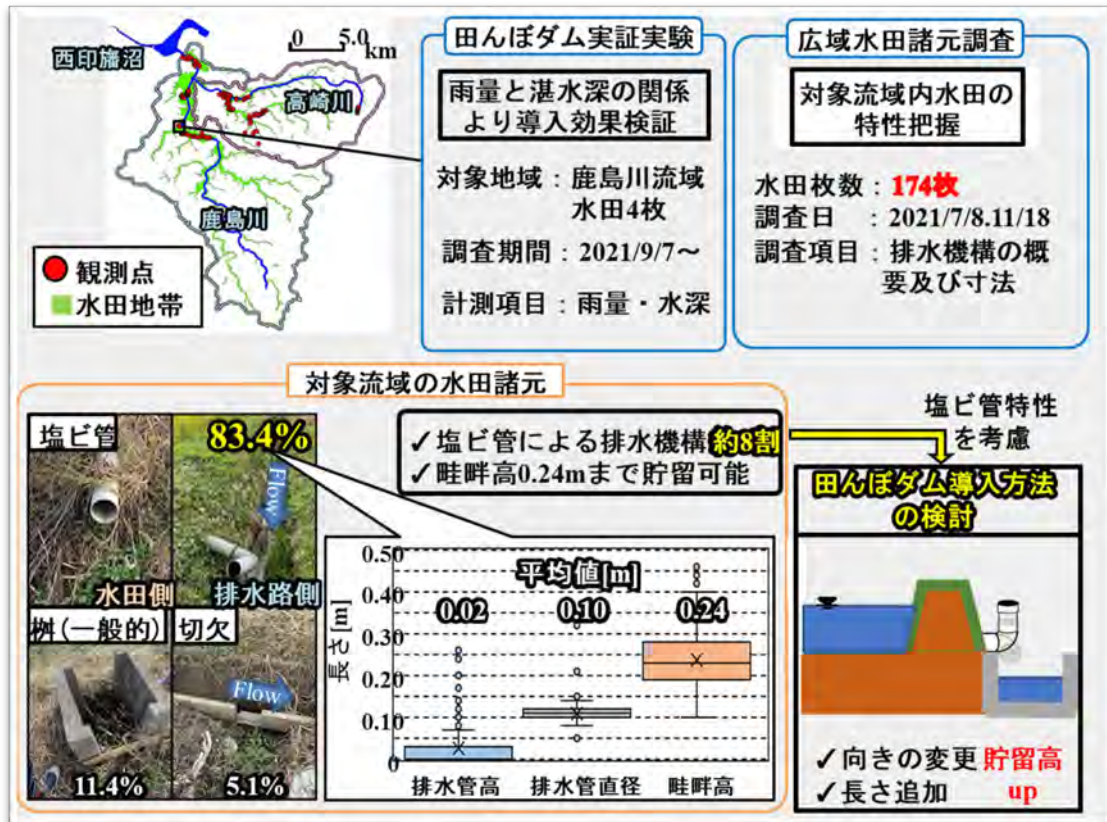 0 5.0
km
西印旛沼
高崎川
鹿島川
観測点
水田地帯
田んぼダム実証実験
雨量と湛水深の関係
より導入効果検証
対象地域：鹿島川流域
水田4枚
調査期間：2021/9/7～
計測項目：雨量・水深
広域水田諸元調査
対象流域内水田の
特性把握
水田枚数：174枚
調査日　：2021/7/8.11/18
調査項目：排水機構の概
要及び寸法
対象流域の水田諸元
塩ビ管
83.4%
Flow
水田側
排水路側
桝(一般的)
切欠
Flow
11.4%
5.1%
✓塩ビ管による排水機構約8割
✓畦畔高0.24mまで貯留可能
長さ[m]
0.50
0.40
0.30
0.20
0.10
0
平均値[m]
0.02
0.10
0.24
排水管高
排水管直径
畦畔高
塩ビ管特性
を考慮
田んぼダム導入方法
の検討
✓向きの変更 貯留高
✓長さ追加 up